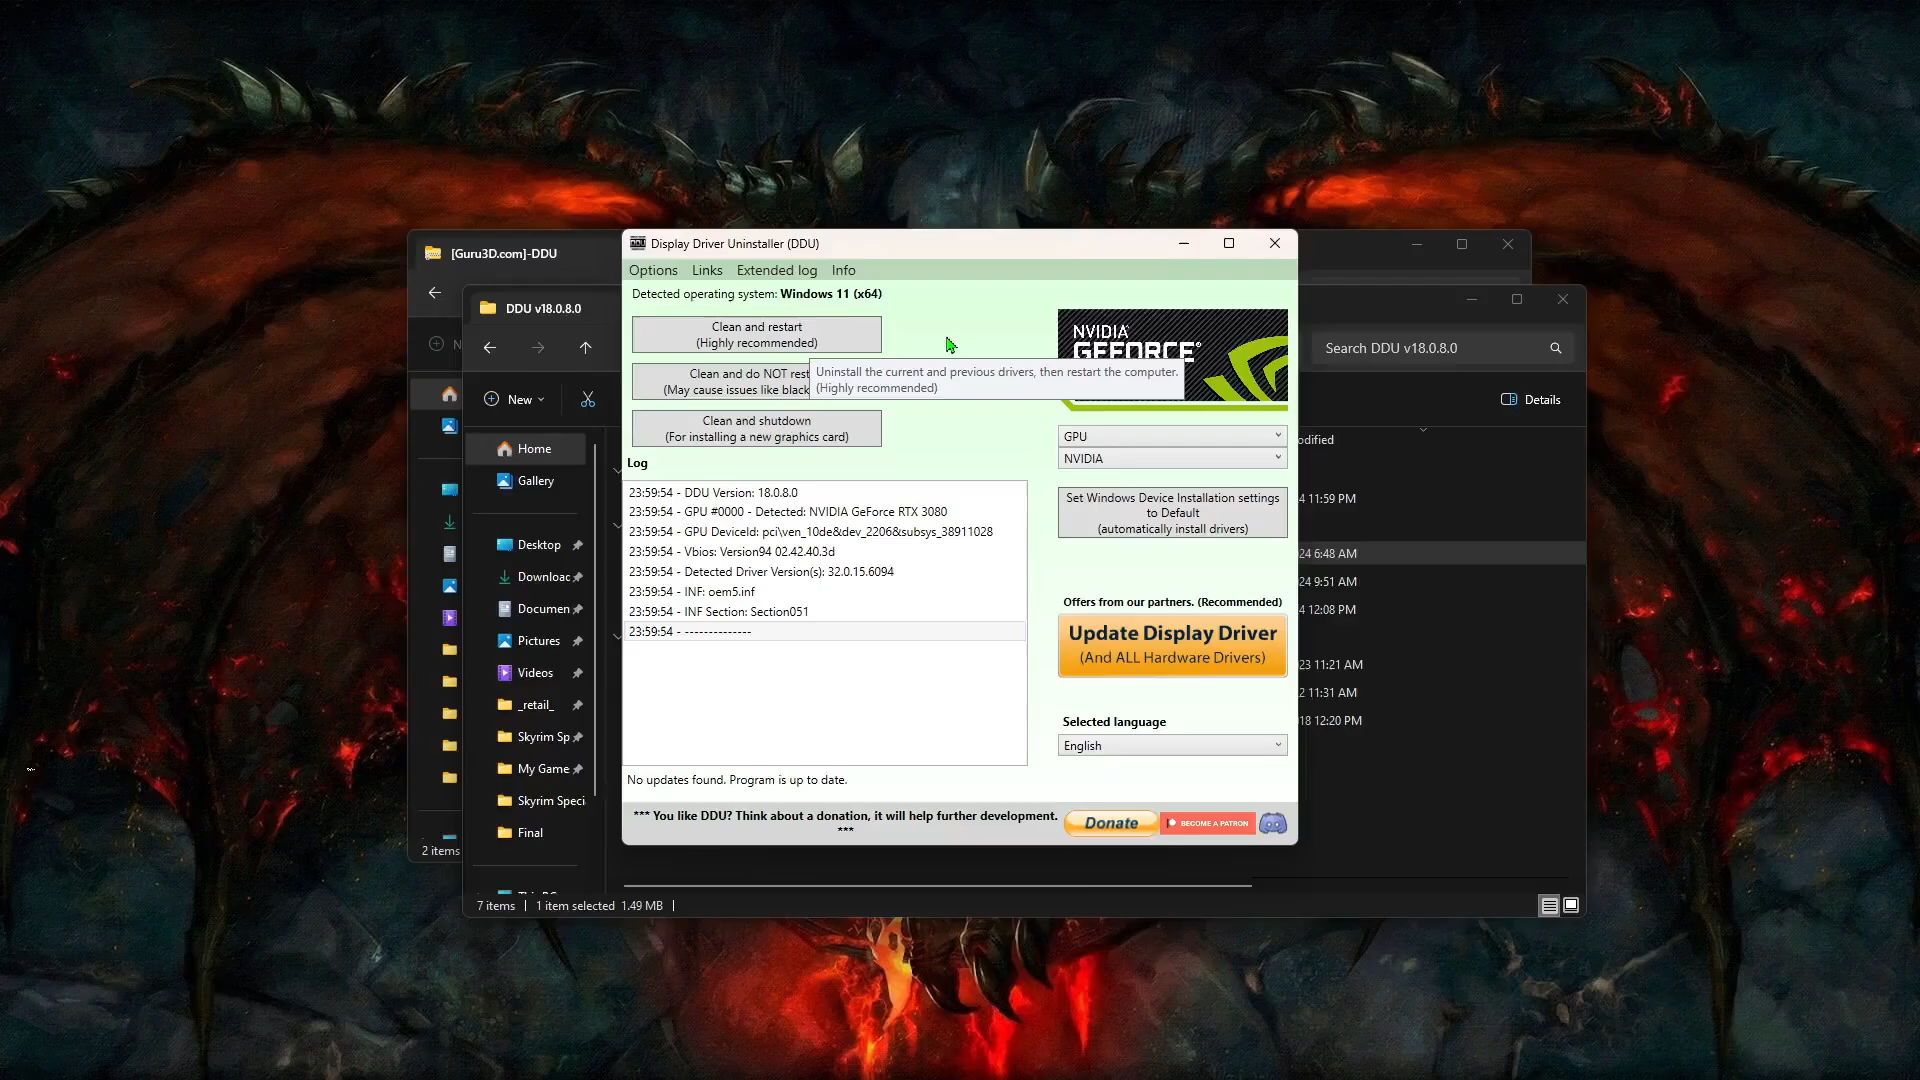 [Guru3D.com]-DDU
DDU v18.0.8.0
Search DDU v18.0.8.0
New
Details
Home
Gallery
Desktop
Downloac
Documen
Pictures
Videos
_retail_
Skyrim Sp
My Game
Skyrim Speci
Final
2 items
7 items
1 item selected 1.49 MB
odified
4 11:59 PM
24 6:48 AM
24 9:51 AM
4 12:08 PM
23 11:21 AM
2 11:31 AM
18 12:20 PM
Display Driver Uninstaller (DDU)
Options Links Extended log Info
Detected operating system: Windows 11 (x64)
Clean and restart
(Highly recommended)
Clean and do NOT rest
(May cause issues like black
Uninstall the current and previous drivers, then restart the computer.
(Highly recommended)
Clean and shutdown
(For installing a new graphics card)
NVIDIA
GEFORCE
GPU
NVIDIA
Set Windows Device Installation settings
to Default
(automatically install drivers)
Log
23:59:54 - DDU Version: 18.0.8.0
23:59:54 - GPU #0000 - Detected: NVIDIA GeForce RTX 3080
23:59:54 - GPU DeviceId: pci\ven_10de&dev_2206&subsys_38911028
23:59:54 - Vbios: Version94 02.42.40.3d
23:59:54 - Detected Driver Version(s): 32.0.15.6094
23:59:54 - INF: oem5.inf
23:59:54 - INF Section: Section051
23:59:54 - --------------
Offers from our partners. (Recommended)
Update Display Driver
(And ALL Hardware Drivers)
Selected language
English
No updates found. Program is up to date.
*** You like DDU? Think about a donation, it will help further development.
***
Donate
BECOME A PATRON